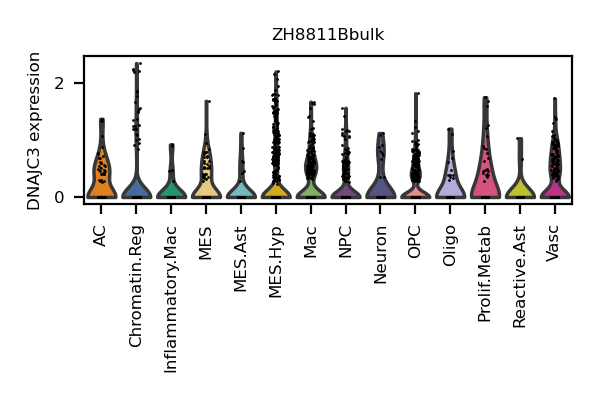 ZH8811Bbulk
DNAJC3 expression
2
0
AC
Chromatin.Reg
Inflammatory.Mac
MES
MES.Ast
MES.Hyp
Mac
NPC
Neuron
OPC
Oligo
Prolif.Metab
Reactive.Ast
Vasc